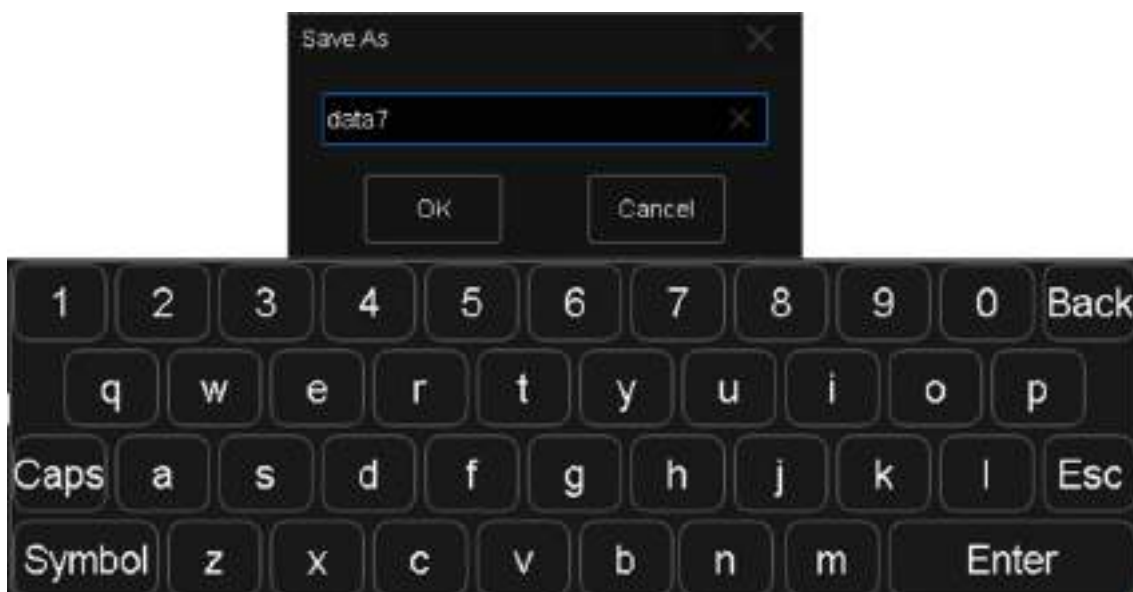 Save As
data7
OK Cancel
1 2 3 4 5 6 7 8 9 0 Back
q w e r t y u i o p
Caps a s d f g h j k l Esc
Symbol z x c v b n m Enter